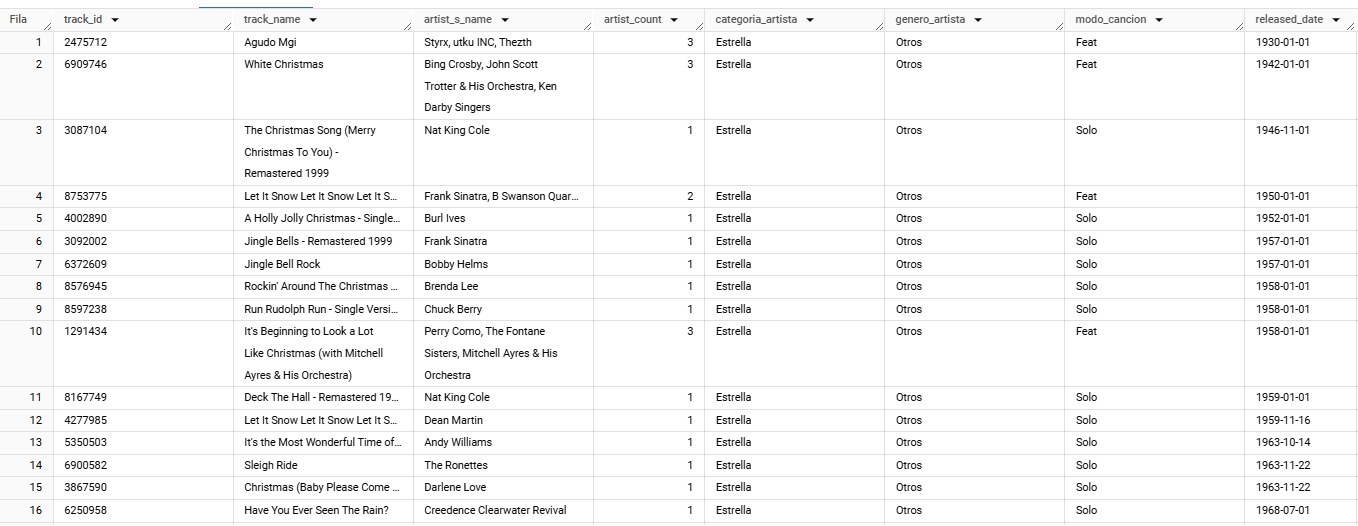 Fila track_id track_name artist_s_name artist_count categoria_artista genero_artista modo_cancion released_date
1 2475712 Agudo Mgi Styrx, utku INC, Thezth 3 Estrella Otros Feat 1930-01-01
2 6909746 White Christmas Bing Crosby, John Scott 3 Estrella Otros Feat 1942-01-01
Trotter & His Orchestra, Ken
Darby Singers
3 3087104 The Christmas Song (Merry Nat King Cole 1 Estrella Otros Solo 1946-11-01
Christmas To You) -
Remastered 1999
4 8753775 Let It Snow Let It Snow Let It S... Frank Sinatra, B Swanson Quar... 2 Estrella Otros Feat 1950-01-01
5 4002890 A Holly Jolly Christmas - Single... Burl Ives 1 Estrella Otros Solo 1952-01-01
6 3092002 Jingle Bells - Remastered 1999 Frank Sinatra 1 Estrella Otros Solo 1957-01-01
7 6372609 Jingle Bell Rock Bobby Helms 1 Estrella Otros Solo 1957-01-01
8 8576945 Rockin' Around The Christmas ... Brenda Lee 1 Estrella Otros Solo 1958-01-01
9 8597238 Run Rudolph Run - Single Versi... Chuck Berry 1 Estrella Otros Solo 1958-01-01
10 1291434 It's Beginning to Look a Lot Perry Como, The Fontane 3 Estrella Otros Feat 1958-01-01
Like Christmas (with Mitchell Sisters, Mitchell Ayres & His
Ayres & His Orchestra) Orchestra
11 8167749 Deck The Hall - Remastered 19... Nat King Cole 1 Estrella Otros Solo 1959-01-01
12 4277985 Let It Snow Let It Snow Let It S... Dean Martin 1 Estrella Otros Solo 1959-11-16
13 5350503 It's the Most Wonderful Time of... Andy Williams 1 Estrella Otros Solo 1963-10-14
14 6900582 Sleigh Ride The Ronettes 1 Estrella Otros Solo 1963-11-22
15 3867590 Christmas (Baby Please Come ... Darlene Love 1 Estrella Otros Solo 1963-11-22
16 6250958 Have You Ever Seen The Rain? Creedence Clearwater Revival 1 Estrella Otros Solo 1968-07-01